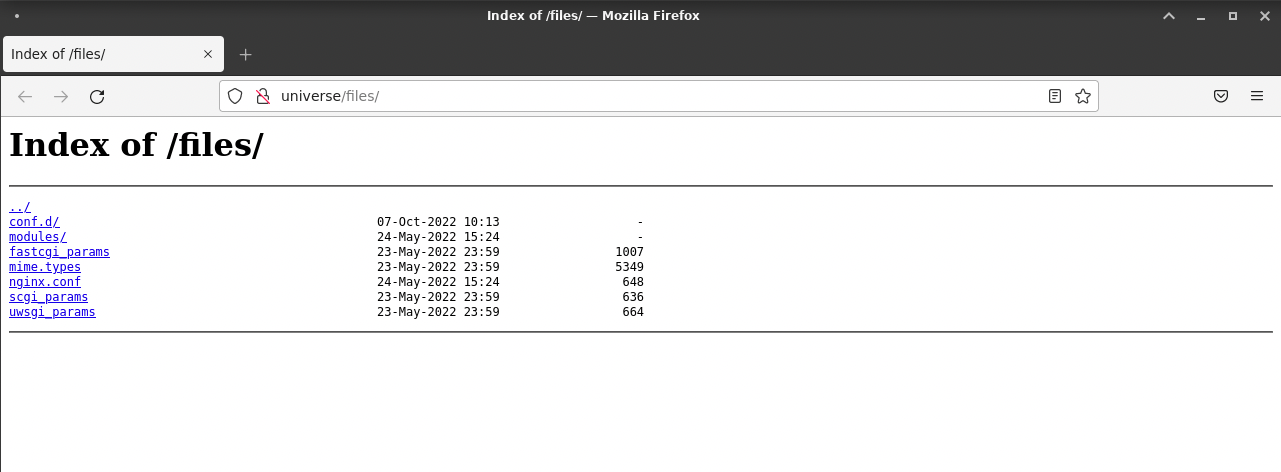 Index of /files/ — Mozilla Firefox
Index of /files/
universe/files/
Index of /files/
../
conf.d/ 07-Oct-2022 10:13 -
modules/ 24-May-2022 15:24 -
fastcgi_params 23-May-2022 23:59 1007
mime.types 23-May-2022 23:59 5349
nginx.conf 24-May-2022 15:24 648
scgi_params 23-May-2022 23:59 636
uwsgi_params 23-May-2022 23:59 664